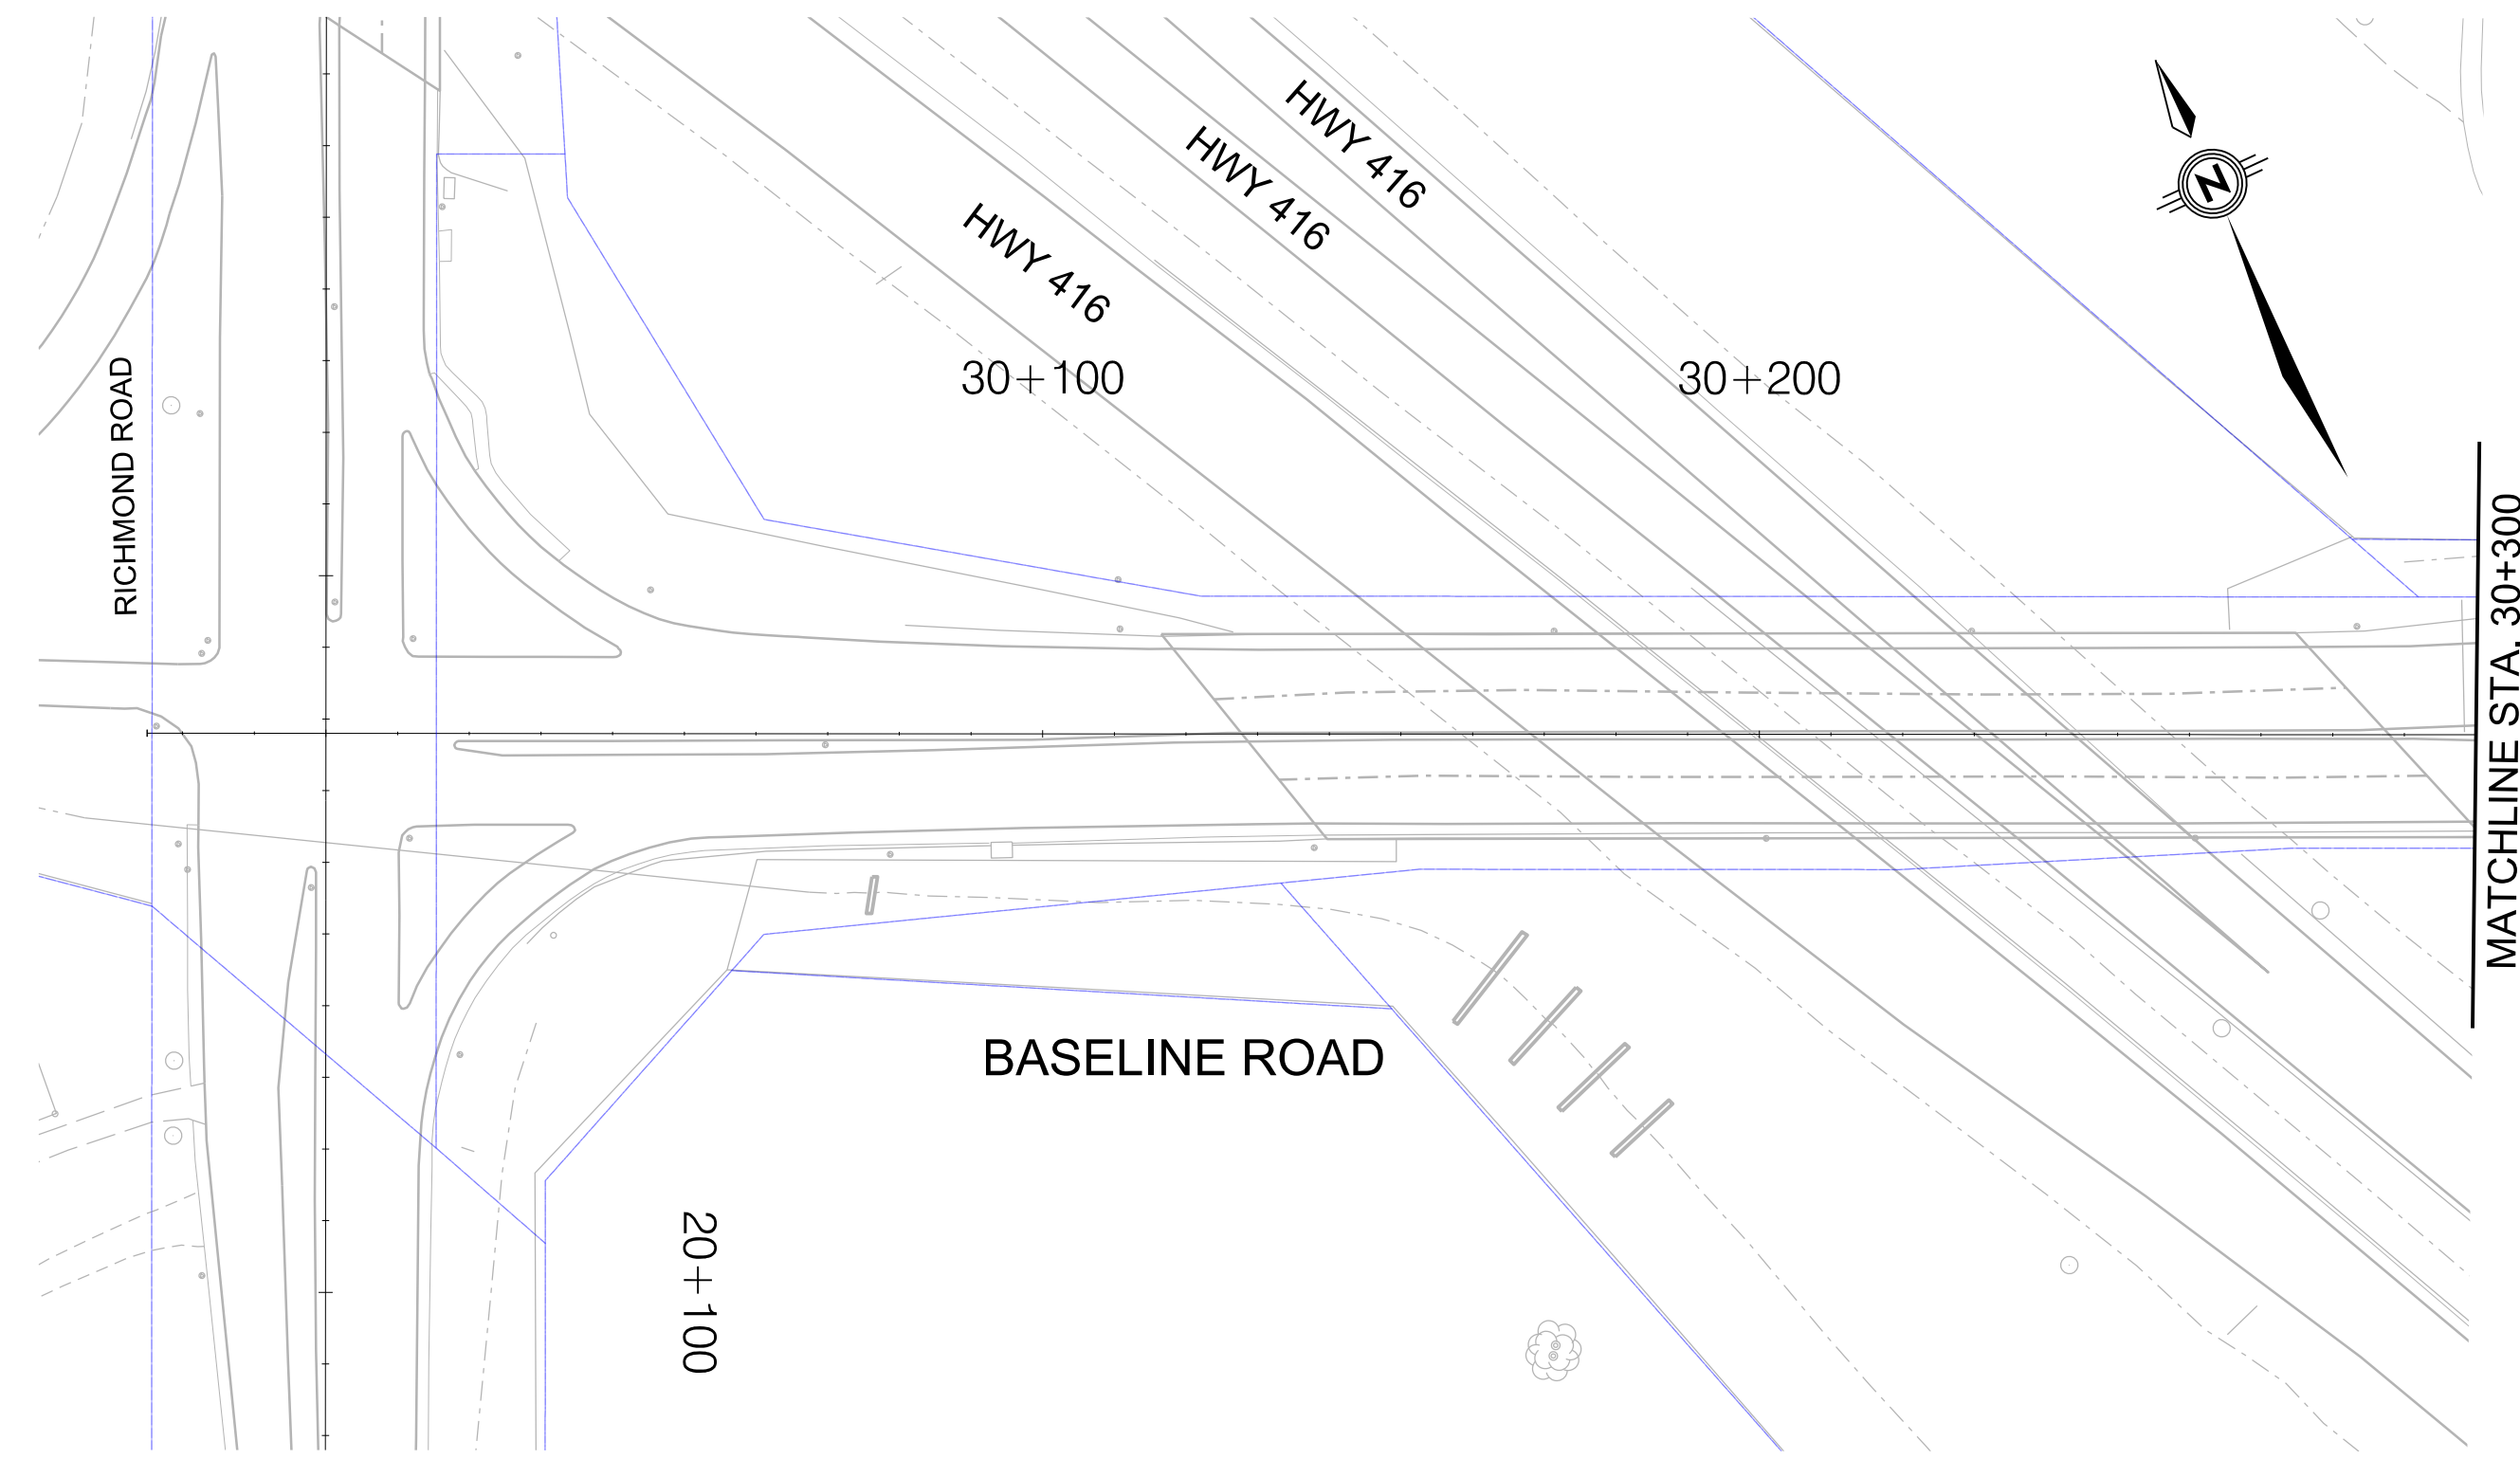 HWY 416
HWY 416
HWY 416
N
RICHMOND ROAD
30+100
30+200
MATCHLINE STA. 30+300
BASELINE ROAD
20+100